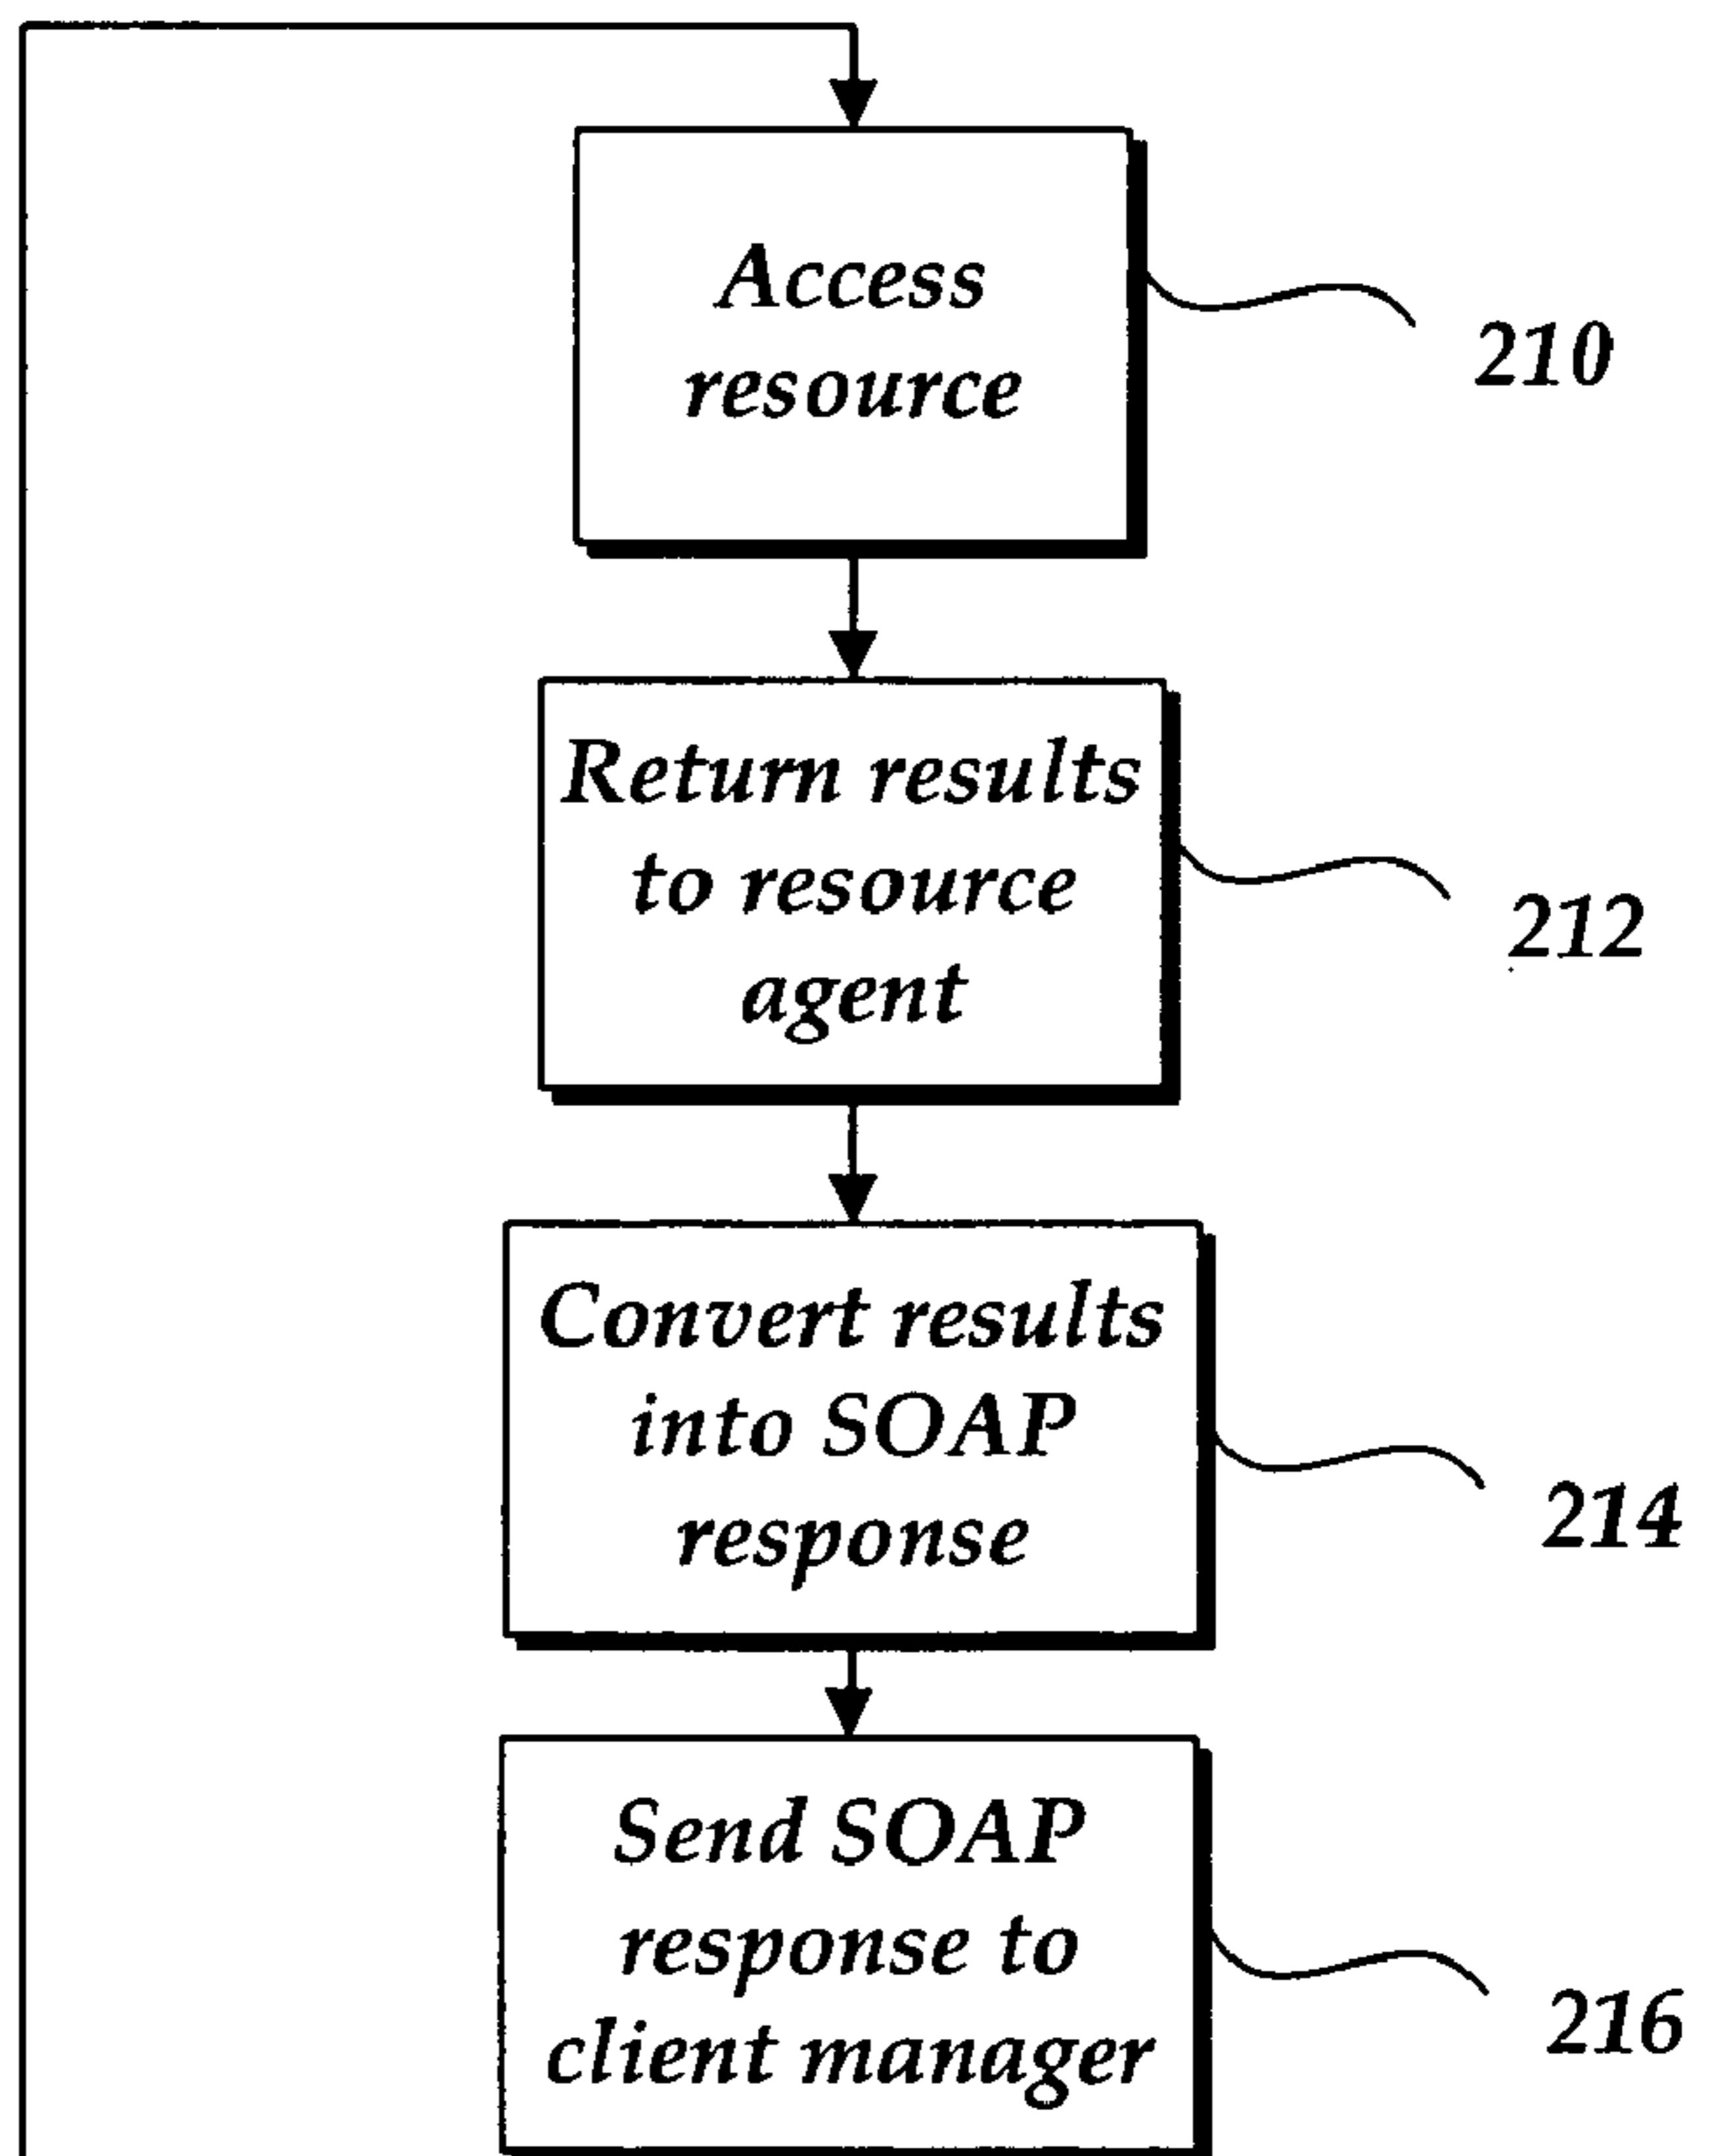 Access
resource
210
Return results
to resource
agent
212
Convert results
into SOAP
response
214
Send SOAP
response to
client manager
216